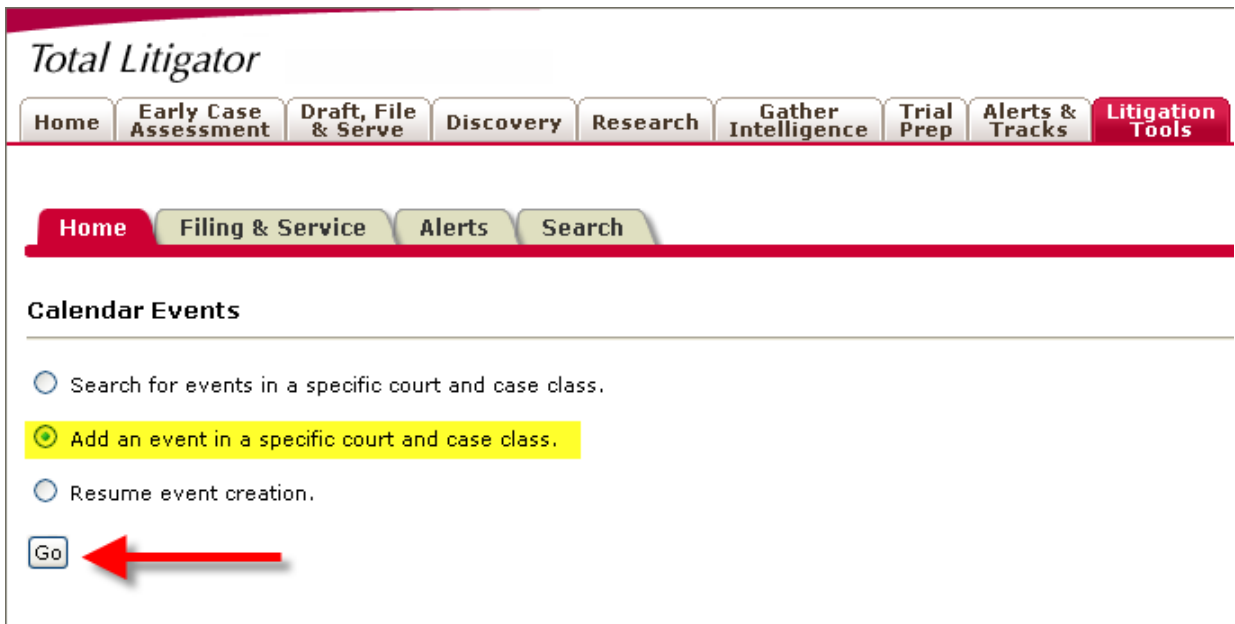 Total Litigator
Home Early Case Assessment Draft, File & Serve Discovery Research Gather Intelligence Trial Prep Alerts & Tracks Litigation Tools
Home Filing & Service Alerts Search
Calendar Events
Search for events in a specific court and case class.
Add an event in a specific court and case class.
Resume event creation.
Go